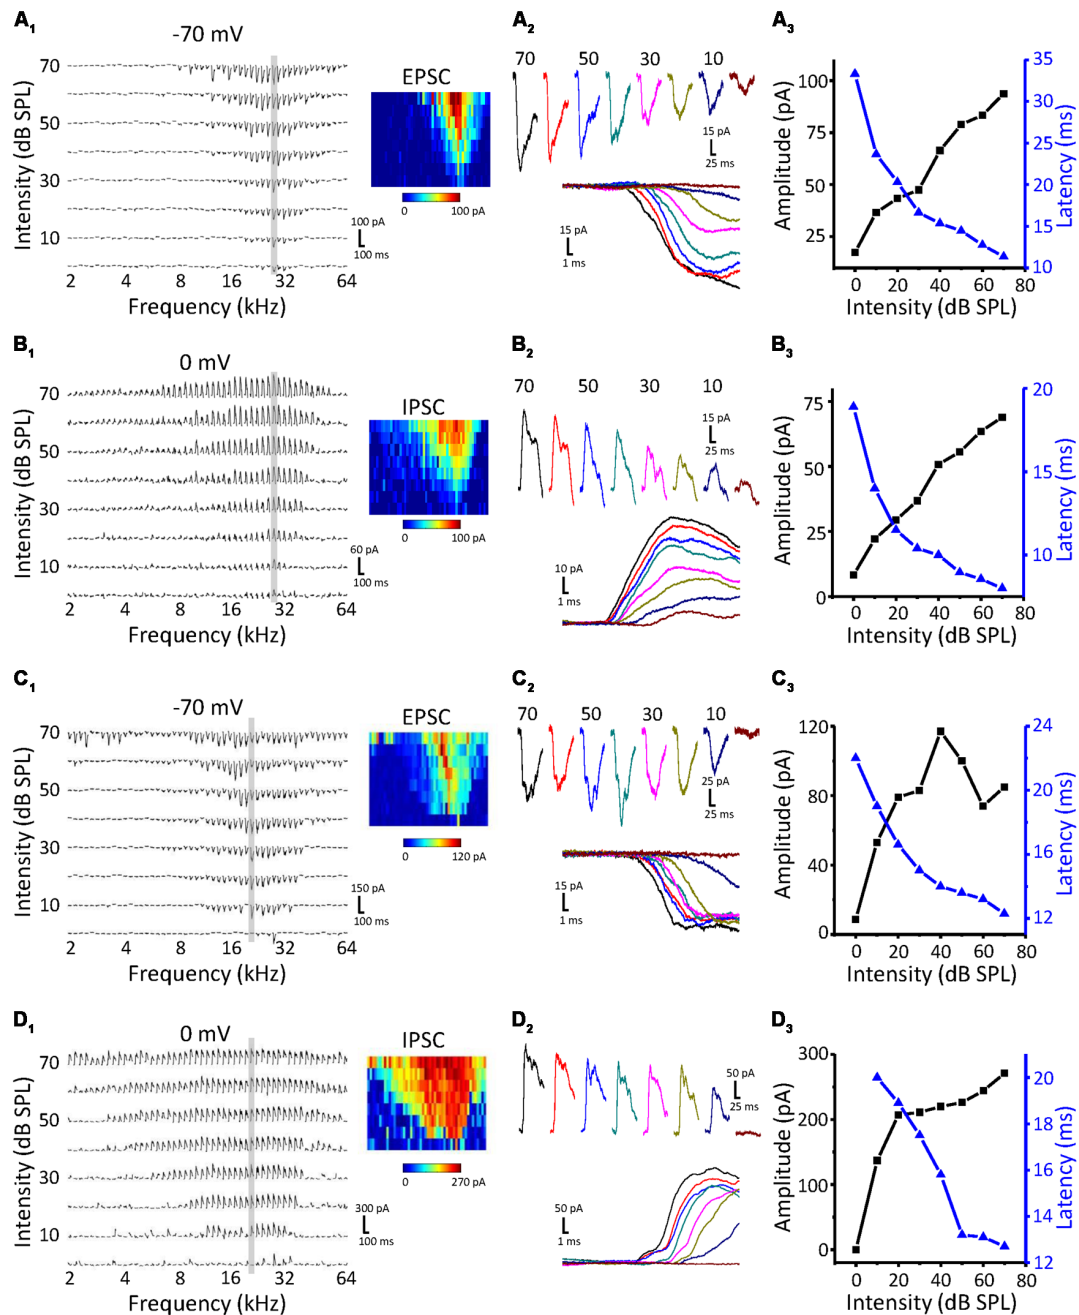 A1
-70 mV
Intensity (dB SPL)
70
50
30
10
2 4 8 16 32 64
Frequency (kHz)
100 pA
100 ms
EPSC
0 100 pA
A2
70 50 30 10
15 pA
25 ms
15 pA
1 ms
A3
Amplitude (pA)
100
75
50
25
0 20 40 60 80
Intensity (dB SPL)
35
30
25
20
15
10
Latency (ms)
B1
0 mV
Intensity (dB SPL)
70
50
30
10
2 4 8 16 32 64
Frequency (kHz)
60 pA
100 ms
IPSC
0 100 pA
B2
70 50 30 10
15 pA
25 ms
10 pA
1 ms
B3
Amplitude (pA)
75
50
25
0
0 20 40 60 80
Intensity (dB SPL)
20
15
10
Latency (ms)
C1
-70 mV
Intensity (dB SPL)
70
50
30
10
2 4 8 16 32 64
Frequency (kHz)
150 pA
100 ms
EPSC
0 120 pA
C2
70 50 30 10
25 pA
25 ms
15 pA
1 ms
C3
Amplitude (pA)
120
80
40
0
0 20 40 60 80
Intensity (dB SPL)
24
22
20
18
16
14
12
Latency (ms)
D1
0 mV
Intensity (dB SPL)
70
50
30
10
2 4 8 16 32 64
Frequency (kHz)
300 pA
100 ms
IPSC
0 270 pA
D2
70 50 30 10
50 pA
25 ms
50 pA
1 ms
D3
Amplitude (pA)
300
200
100
0
0 20 40 60 80
Intensity (dB SPL)
20
18
16
14
12
Latency (ms)